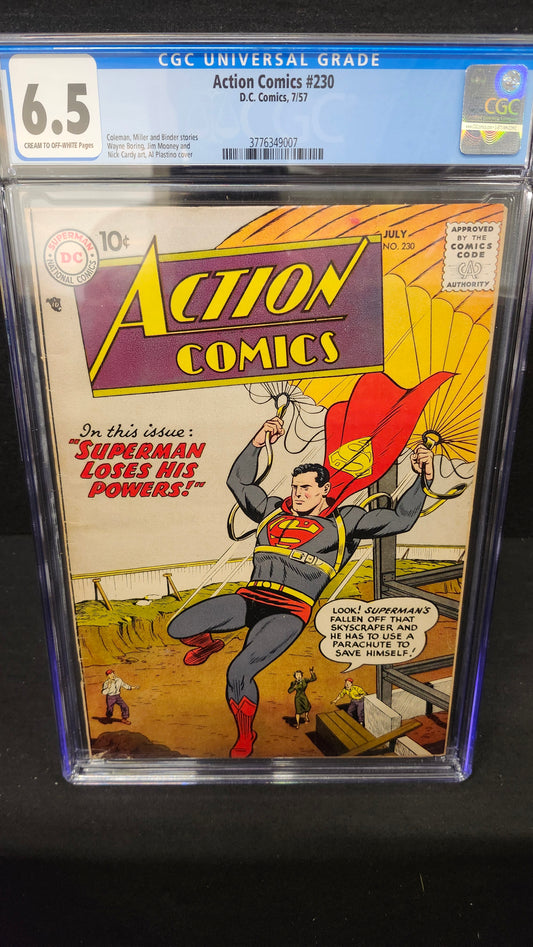 CGC UNIVERSAL GRADE
6.5
CREAM TO OFF-WHITE Pages
Action Comics #230
D.C. Comics, 7/57
Coleman, Miller and Binder stories
Wayne Boring, Jim Mooney and
Nick Cardy art, Al Plastino cover
3776349007
CGC
SUPERMAN
DC
NATIONAL COMICS
10¢
JULY
NO. 230
APPROVED
BY THE
COMICS
CODE
AUTHORITY
ACTION
COMICS
In this issue:
"SUPERMAN
LOSES HIS
POWERS!"
S
LOOK! SUPERMAN'S
FALLEN OFF THAT
SKYSCRAPER AND
HE HAS TO USE A
PARACHUTE TO
SAVE HIMSELF!